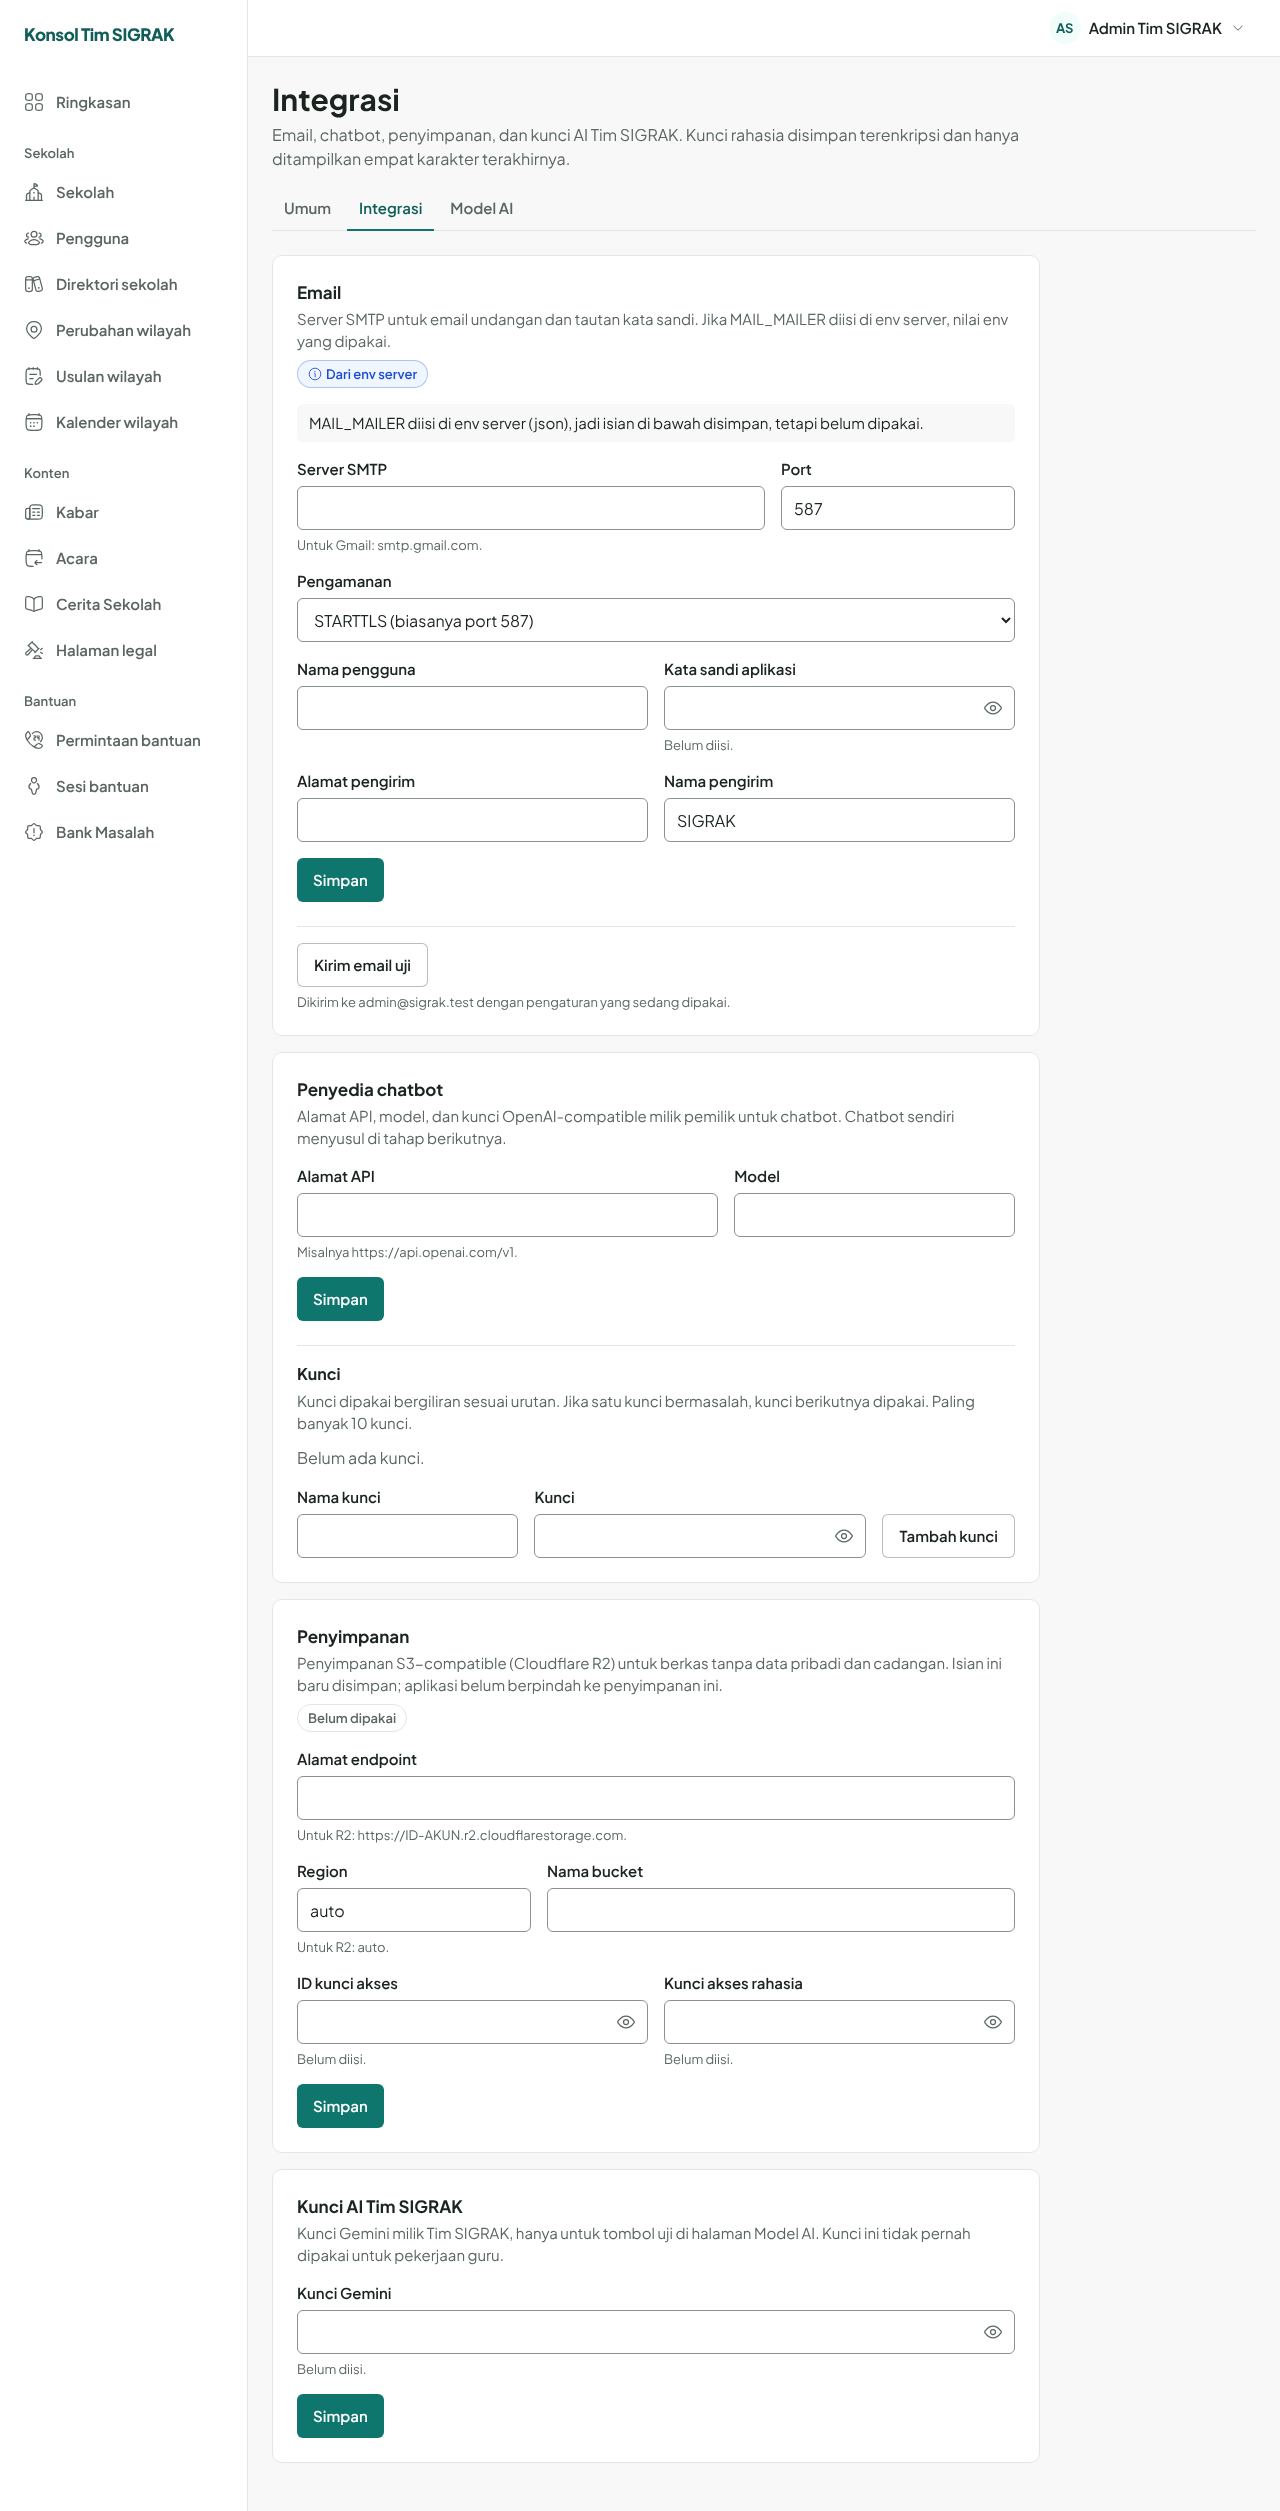 Konsol Tim SIGRAK
AS Admin Tim SIGRAK
Ringkasan
Sekolah
Sekolah
Pengguna
Direktori sekolah
Perubahan wilayah
Usulan wilayah
Kalender wilayah
Konten
Kabar
Acara
Cerita Sekolah
Halaman legal
Bantuan
Permintaan bantuan
Sesi bantuan
Bank Masalah
Integrasi
Email, chatbot, penyimpanan, dan kunci AI Tim SIGRAK. Kunci rahasia disimpan terenkripsi dan hanya
ditampilkan empat karakter terakhirnya.
Umum Integrasi Model AI
Email
Server SMTP untuk email undangan dan tautan kata sandi. Jika MAIL_MAILER diisi di env server, nilai env
yang dipakai.
Dari env server
MAIL_MAILER diisi di env server (json), jadi isian di bawah disimpan, tetapi belum dipakai.
Server SMTP Port
587
Untuk Gmail: smtp.gmail.com.
Pengamanan
STARTTLS (biasanya port 587)
Nama pengguna Kata sandi aplikasi
Belum diisi.
Alamat pengirim Nama pengirim
SIGRAK
Simpan
Kirim email uji
Dikirim ke admin@sigrak.test dengan pengaturan yang sedang dipakai.
Penyedia chatbot
Alamat API, model, dan kunci OpenAI-compatible milik pemilik untuk chatbot. Chatbot sendiri
menyusul di tahap berikutnya.
Alamat API Model
Misalnya https://api.openai.com/v1.
Simpan
Kunci
Kunci dipakai bergiliran sesuai urutan. Jika satu kunci bermasalah, kunci berikutnya dipakai. Paling
banyak 10 kunci.
Belum ada kunci.
Nama kunci Kunci
Tambah kunci
Penyimpanan
Penyimpanan S3-compatible (Cloudflare R2) untuk berkas tanpa data pribadi dan cadangan. Isian ini
baru disimpan; aplikasi belum berpindah ke penyimpanan ini.
Belum dipakai
Alamat endpoint
Untuk R2: https://ID-AKUN.r2.cloudflarestorage.com.
Region Nama bucket
auto
Untuk R2: auto.
ID kunci akses Kunci akses rahasia
Belum diisi. Belum diisi.
Simpan
Kunci AI Tim SIGRAK
Kunci Gemini milik Tim SIGRAK, hanya untuk tombol uji di halaman Model AI. Kunci ini tidak pernah
dipakai untuk pekerjaan guru.
Kunci Gemini
Belum diisi.
Simpan